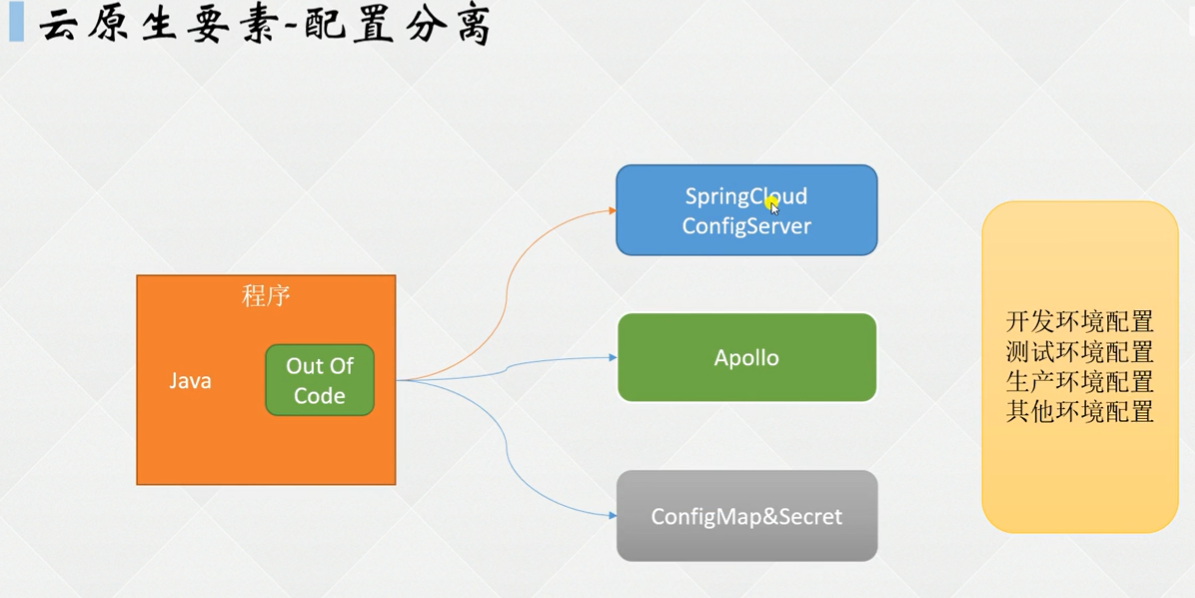 云原生要素-配置分离
程序
Java
Out Of
Code
SpringCloud
ConfigServer
Apollo
ConfigMap&Secret
开发环境配置
测试环境配置
生产环境配置
其他环境配置